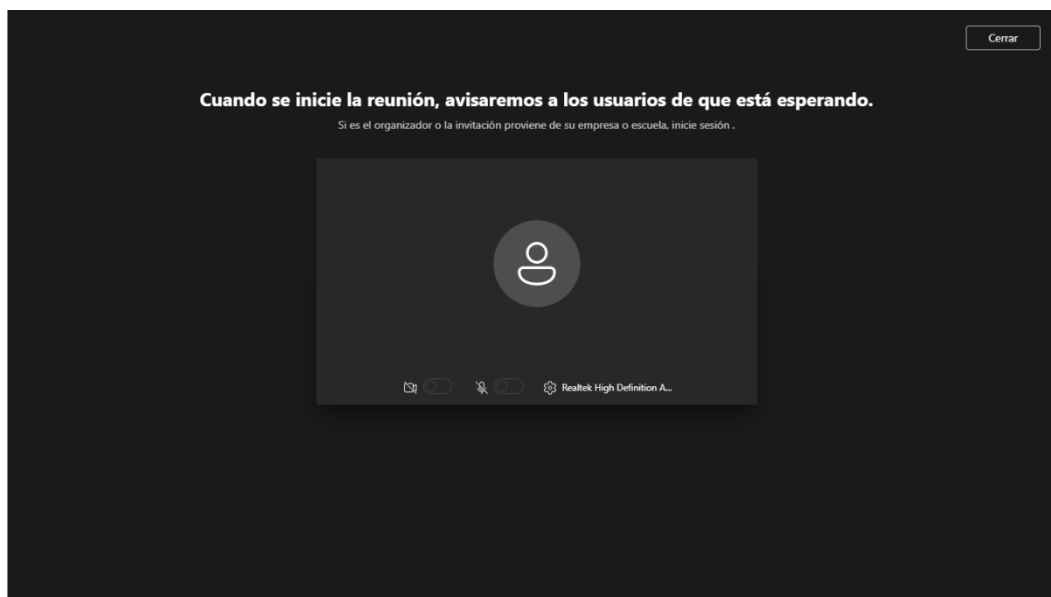 Cerrar
Cuando se inicie la reunión, avisaremos a los usuarios de que está esperando.
Si es el organizador o la invitación proviene de su empresa o escuela, inicie sesión .
Realtek High Definition A...